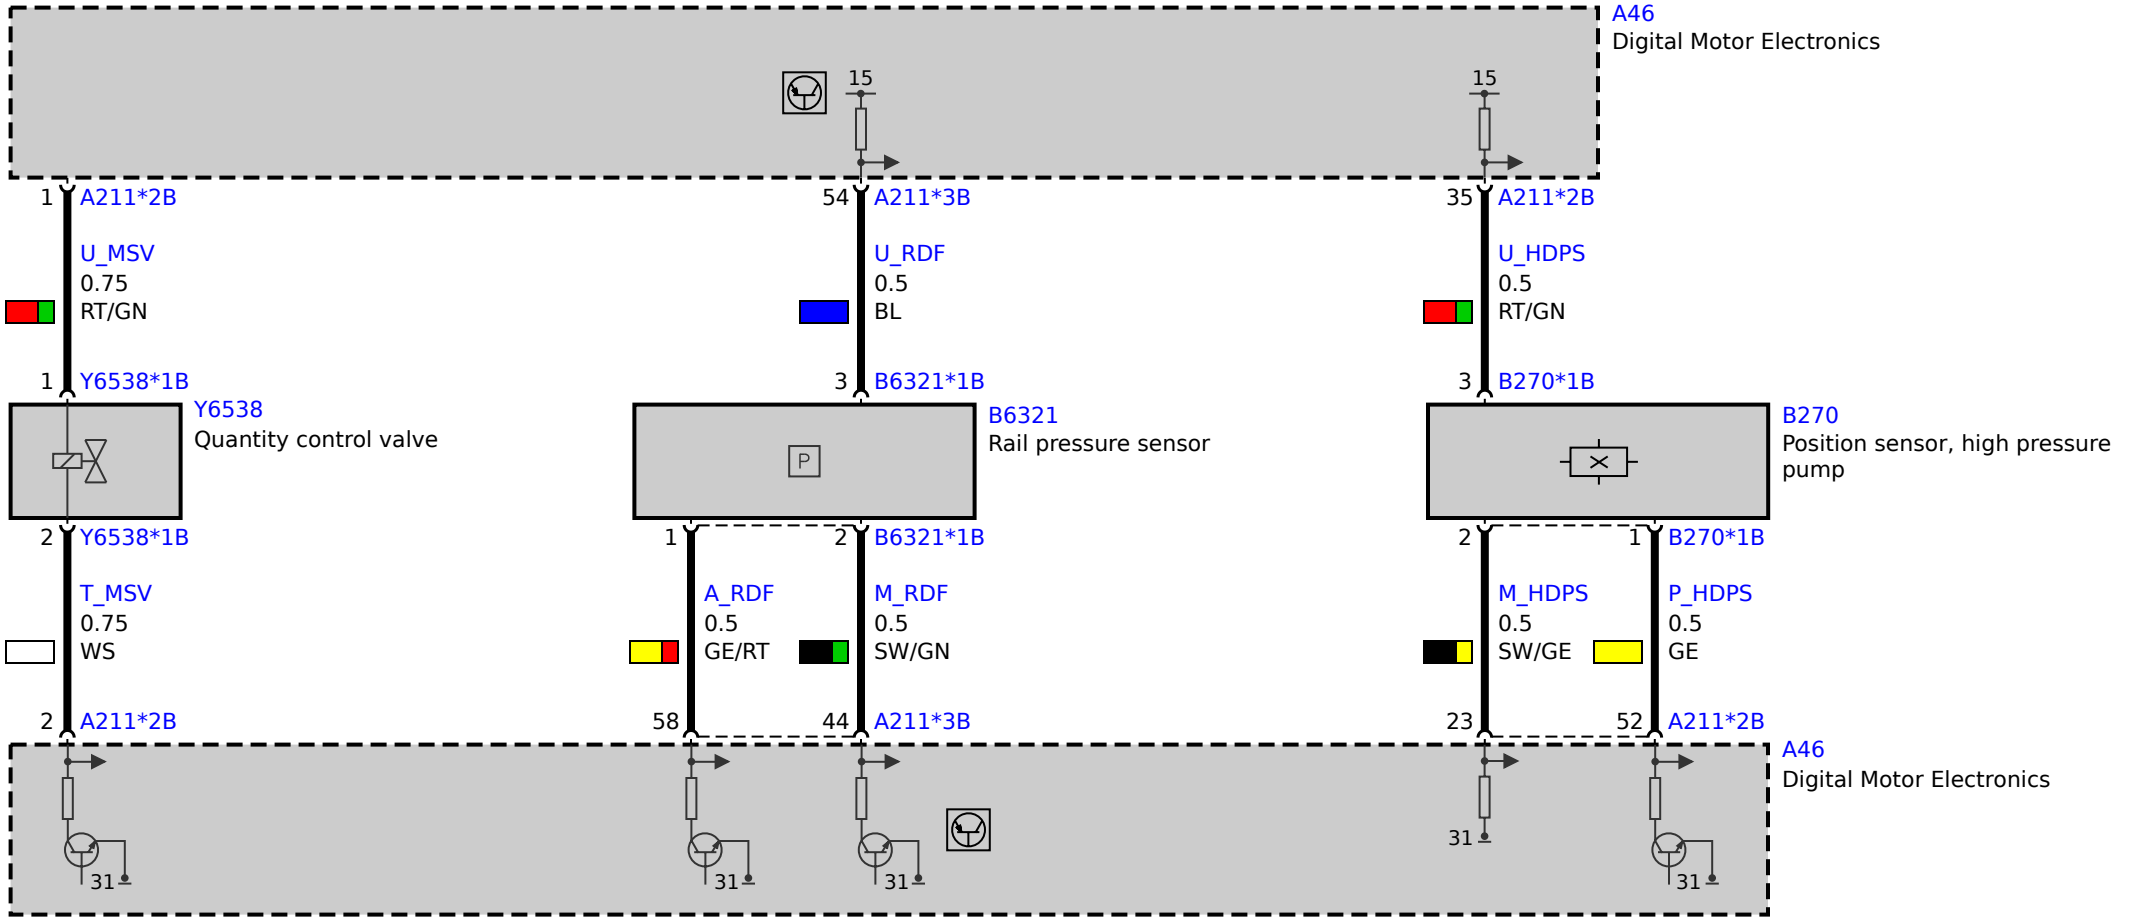 A46
Digital Motor Electronics
15
15
1 A211*2B
54 A211*3B
35 A211*2B
U_MSV
0.75
RT/GN
U_RDF
0.5
BL
U_HDPS
0.5
RT/GN
1 Y6538*1B
3 B6321*1B
3 B270*1B
Y6538
Quantity control valve
P
B6321
Rail pressure sensor
B270
Position sensor, high pressure
pump
2 Y6538*1B
1
2 B6321*1B
2
1 B270*1B
T_MSV
0.75
WS
A_RDF
0.5
GE/RT
M_RDF
0.5
SW/GN
M_HDPS
0.5
SW/GE
P_HDPS
0.5
GE
2 A211*2B
58
44 A211*3B
23
52 A211*2B
A46
Digital Motor Electronics
31
31
31
31
31